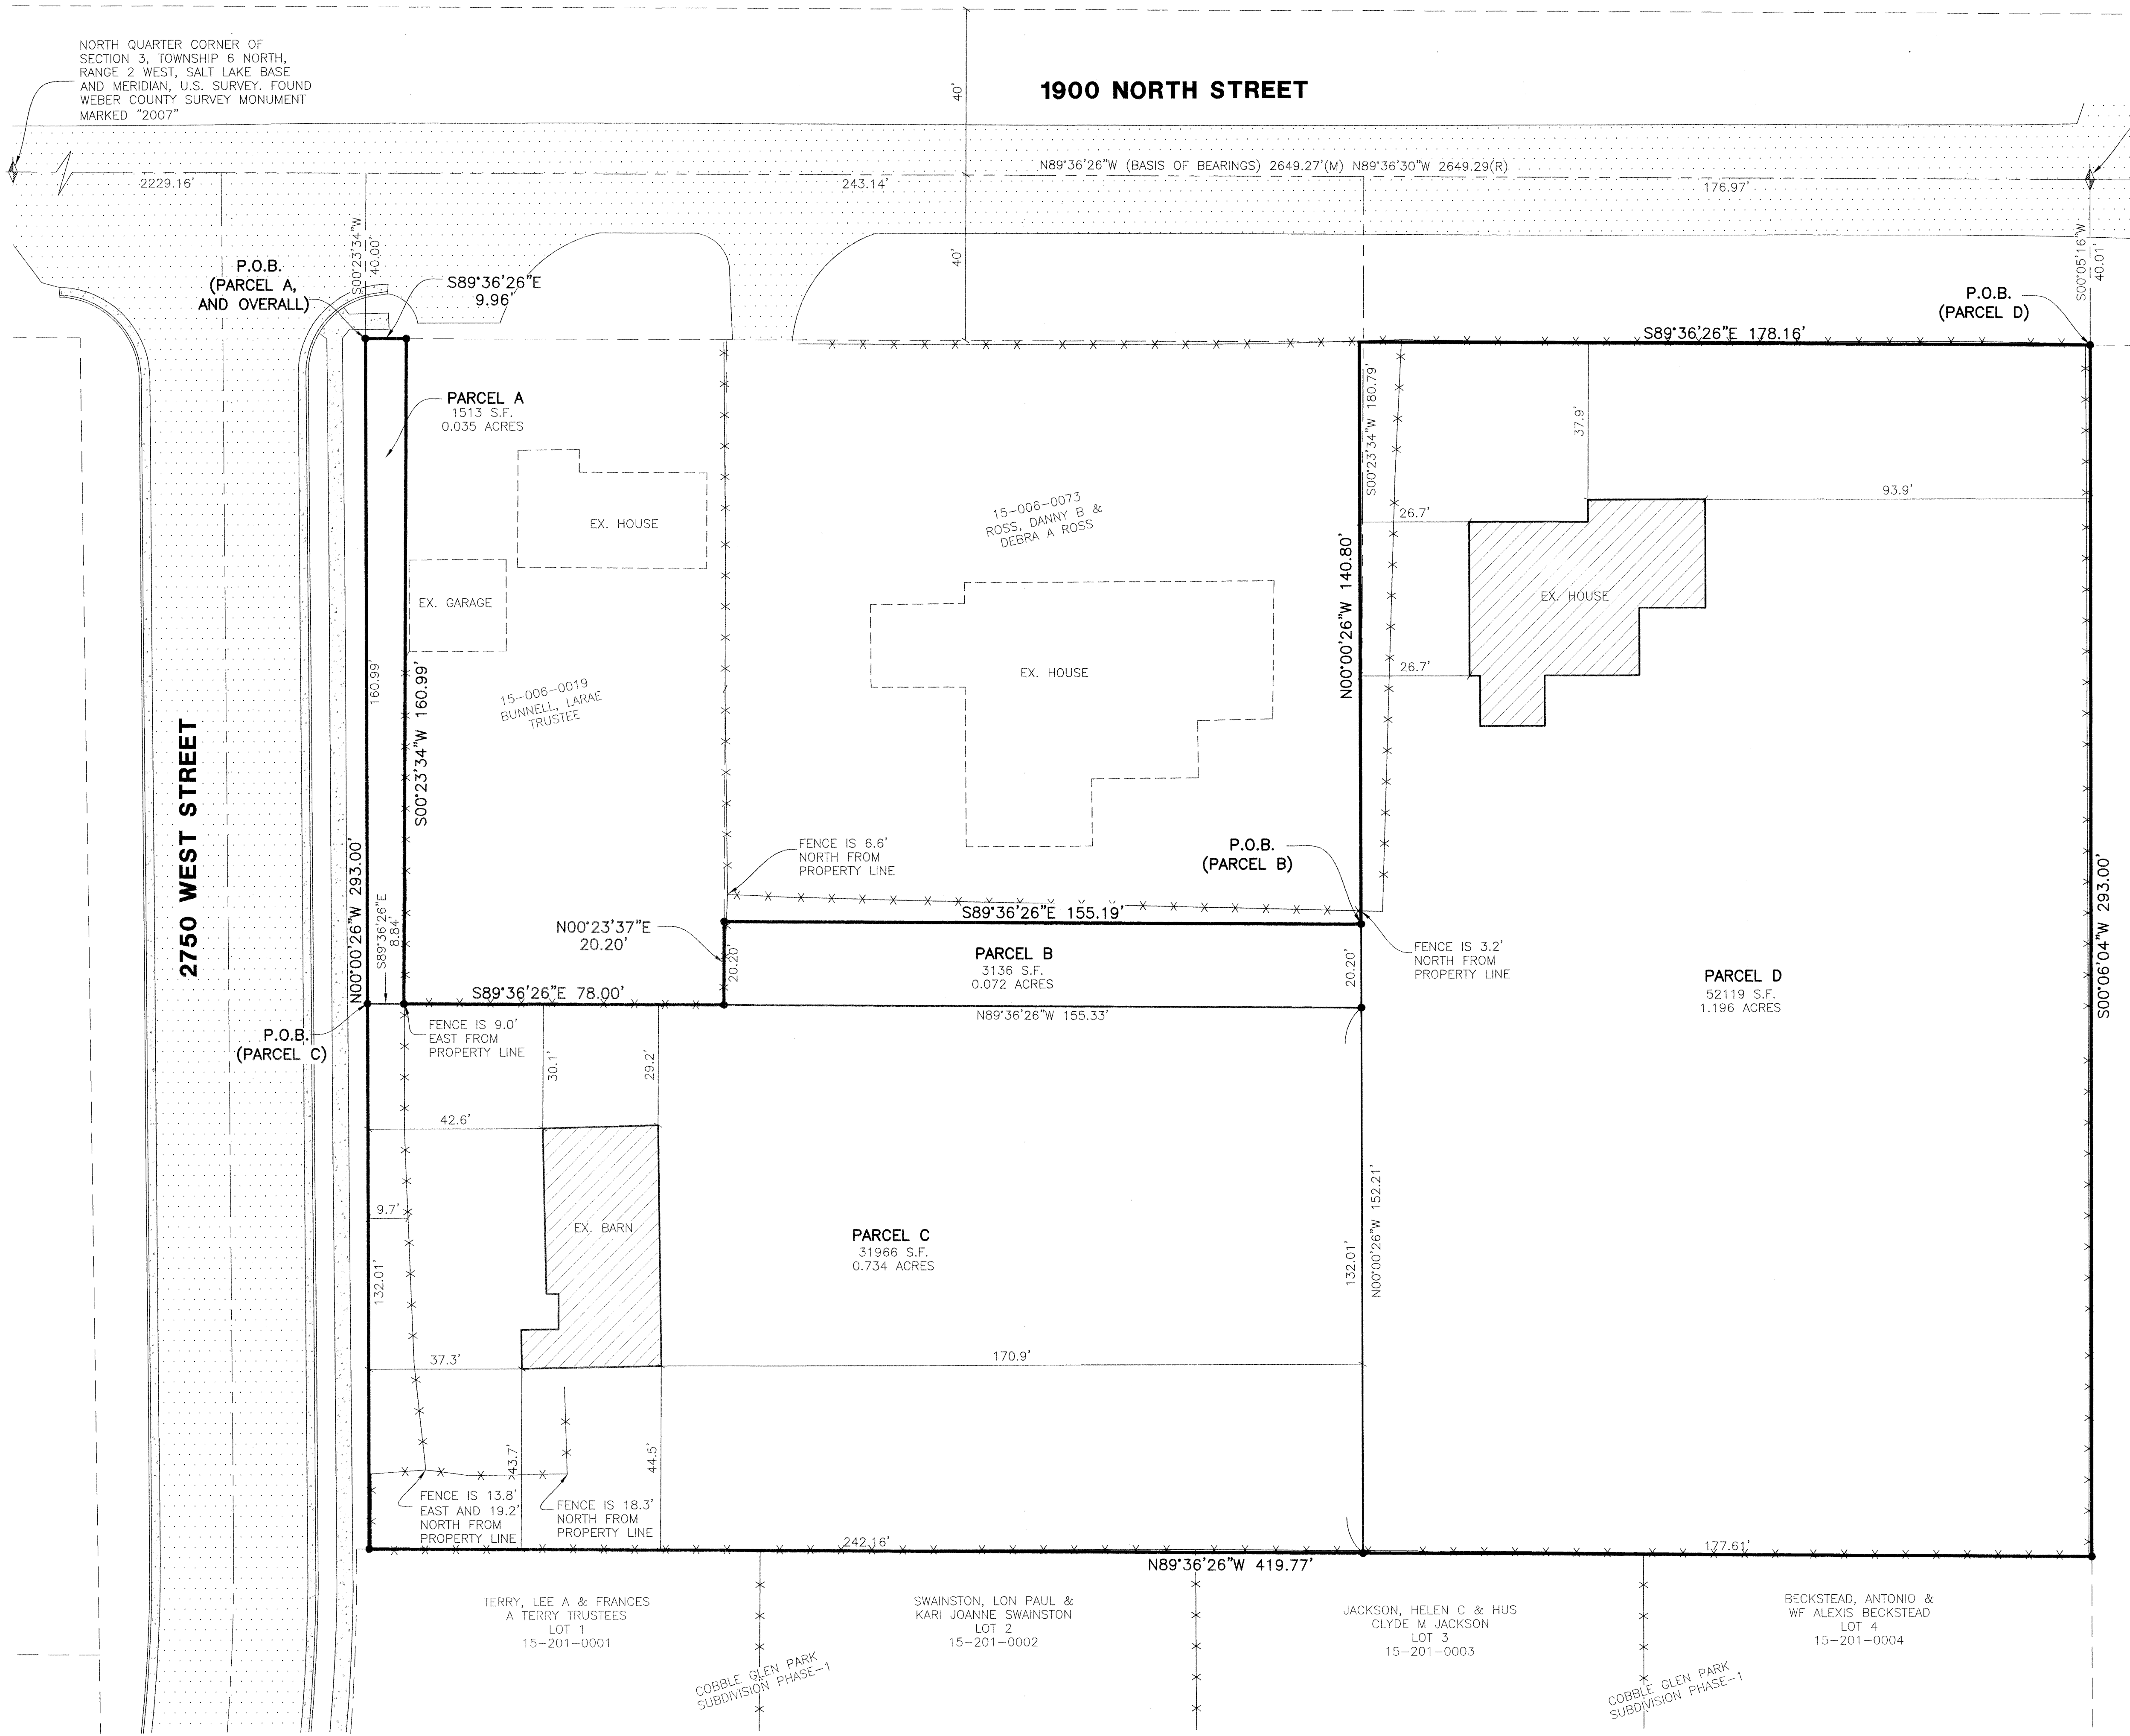 NORTH QUARTER CORNER OF
SECTION 3, TOWNSHIP 6 NORTH,
RANGE 2 WEST, SALT LAKE BASE
AND MERIDIAN, U.S. SURVEY. FOUND
WEBER COUNTY SURVEY MONUMENT
MARKED "2007"
1900 NORTH STREET
40'
40'
N89°36'26"W (BASIS OF BEARINGS) 2649.27'(M) N89°36'30"W 2649.29(R)
2229.16'
243.14'
176.97'
S00°23'34"W
40.00'
S00°05'16"W
40.01'
P.O.B.
(PARCEL A,
AND OVERALL)
S89°36'26"E
9.96'
P.O.B.
(PARCEL D)
S89°36'26"E 178.16'
PARCEL A
1513 S.F.
0.035 ACRES
S00°23'34"W 180.79'
37.9'
93.9'
26.7'
EX. HOUSE
15-006-0073
ROSS, DANNY B &
DEBRA A ROSS
N00°00'26"W 140.80'
EX. HOUSE
EX. GARAGE
26.7'
EX. HOUSE
160.99'
S00°23'34"W 160.99'
15-006-0019
BUNNELL, LARAE
TRUSTEE
2750 WEST STREET
FENCE IS 6.6'
NORTH FROM
PROPERTY LINE
P.O.B.
(PARCEL B)
N00°00'26"W 293.00'
S89°36'26"E
8.84'
S89°36'26"E 155.19'
N00°23'37"E
20.20'
20.20'
PARCEL B
3136 S.F.
0.072 ACRES
20.20'
FENCE IS 3.2'
NORTH FROM
PROPERTY LINE
PARCEL D
52119 S.F.
1.196 ACRES
S00°06'04"W 293.00'
S89°36'26"E 78.00'
N89°36'26"W 155.33'
P.O.B.
(PARCEL C)
FENCE IS 9.0'
EAST FROM
PROPERTY LINE
30.1'
29.2'
42.6'
9.7'
EX. BARN
PARCEL C
31966 S.F.
0.734 ACRES
132.01'
132.01'
N00°00'26"W 152.21'
37.3'
170.9'
43.7'
44.5'
FENCE IS 13.8'
EAST AND 19.2'
NORTH FROM
PROPERTY LINE
FENCE IS 18.3'
NORTH FROM
PROPERTY LINE
242.16'
177.61'
N89°36'26"W 419.77'
TERRY, LEE A & FRANCES
A TERRY TRUSTEES
LOT 1
15-201-0001
SWAINSTON, LON PAUL &
KARI JOANNE SWAINSTON
LOT 2
15-201-0002
JACKSON, HELEN C & HUS
CLYDE M JACKSON
LOT 3
15-201-0003
BECKSTEAD, ANTONIO &
WF ALEXIS BECKSTEAD
LOT 4
15-201-0004
COBBLE GLEN PARK
SUBDIVISION PHASE-1
COBBLE GLEN PARK
SUBDIVISION PHASE-1